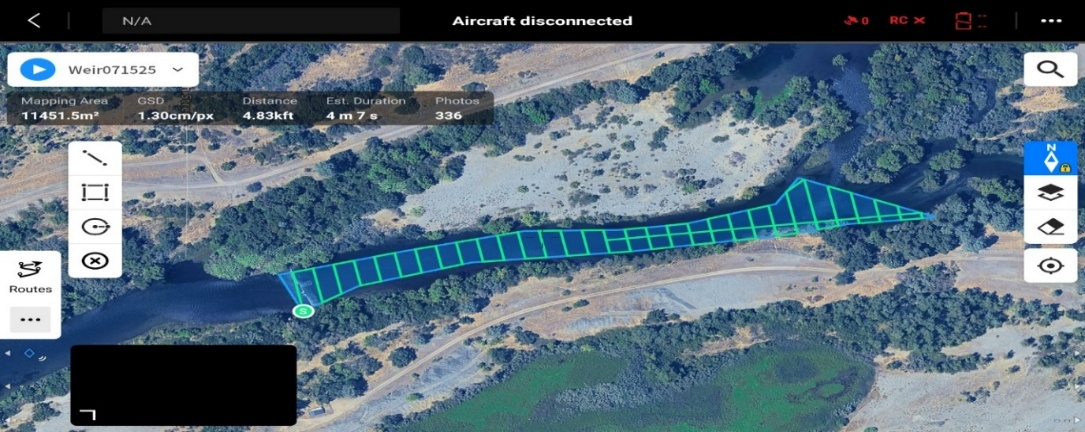 N/A
Aircraft disconnected
0
RC
Weir071525
Mapping Area GSD Distance Est. Duration Photos
11451.5m² 1.30cm/px 4.83kft 4 m 7 s 336
N
Routes
S